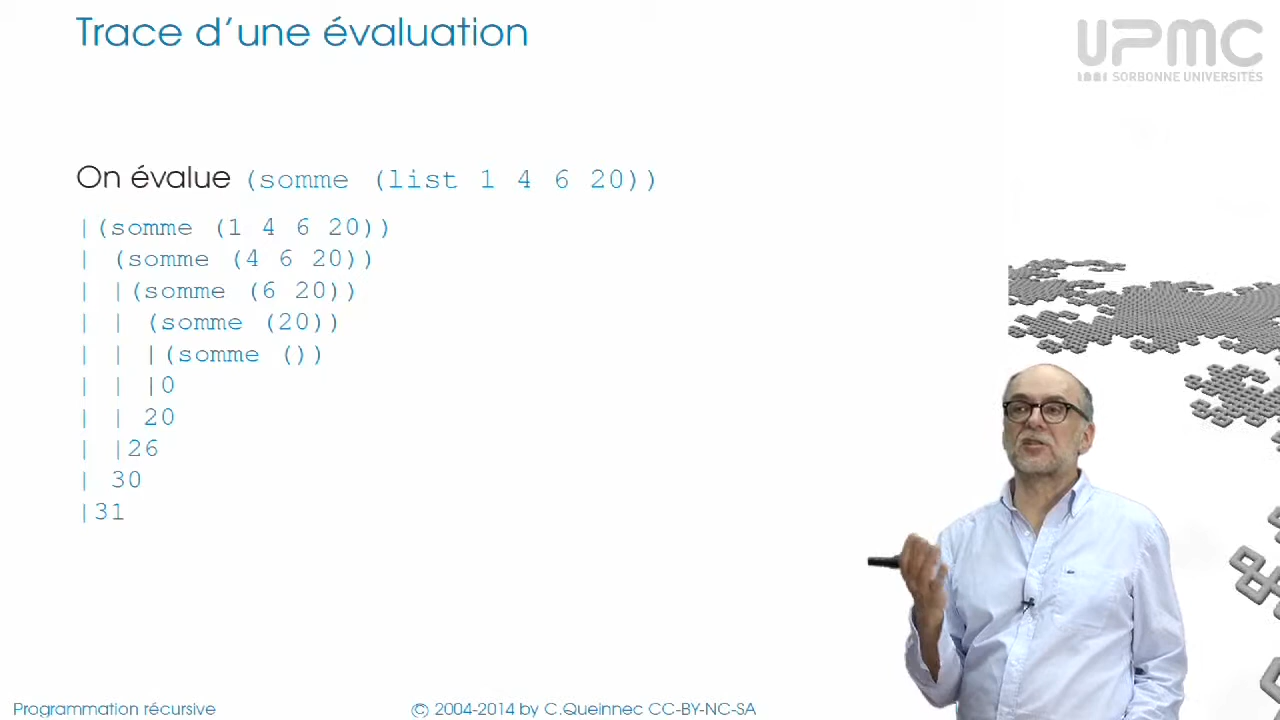 Trace d'une évaluation
UPMC
SORBONNE UNIVERSITÉS
On évalue (somme (list 1 4 6 20))
|(somme (1 4 6 20))
| (somme (4 6 20))
| |(somme (6 20))
| | (somme (20))
| | |(somme ())
| | |0
| | 20
| |26
| 30
|31
Programmation récursive
© 2004-2014 by C.Queinnec CC-BY-NC-SA